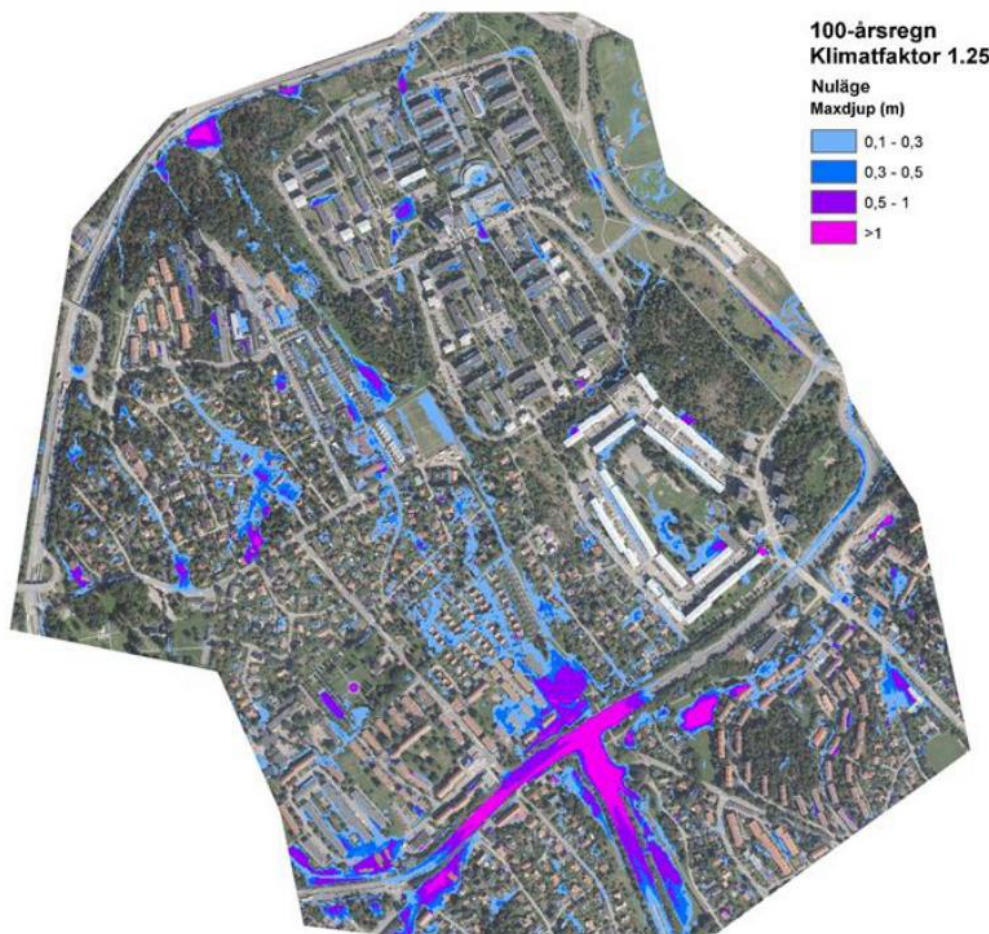 100-årsregn
Klimatfaktor 1.25
Nuläge
Maxdjup (m)
0,1 - 0,3
0,3 - 0,5
0,5 - 1
>1